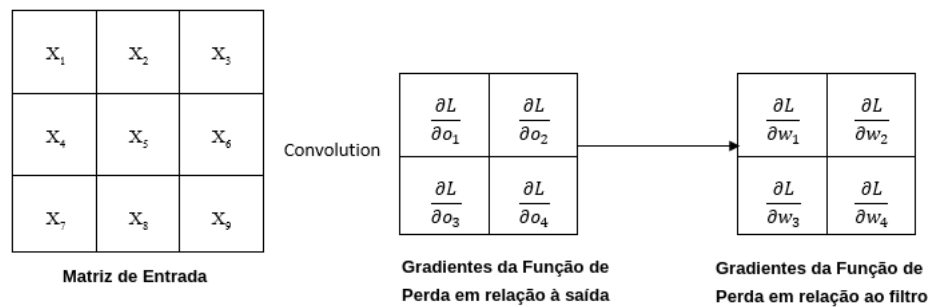 X₁ X₂ X₃
X₄ X₅ X₆
X₇ X₈ X₉
Matriz de Entrada
Convolution
∂L/∂o₁ ∂L/∂o₂
∂L/∂o₃ ∂L/∂o₄
Gradientes da Função de
Perda em relação à saída
∂L/∂w₁ ∂L/∂w₂
∂L/∂w₃ ∂L/∂w₄
Gradientes da Função de
Perda em relação ao filtro